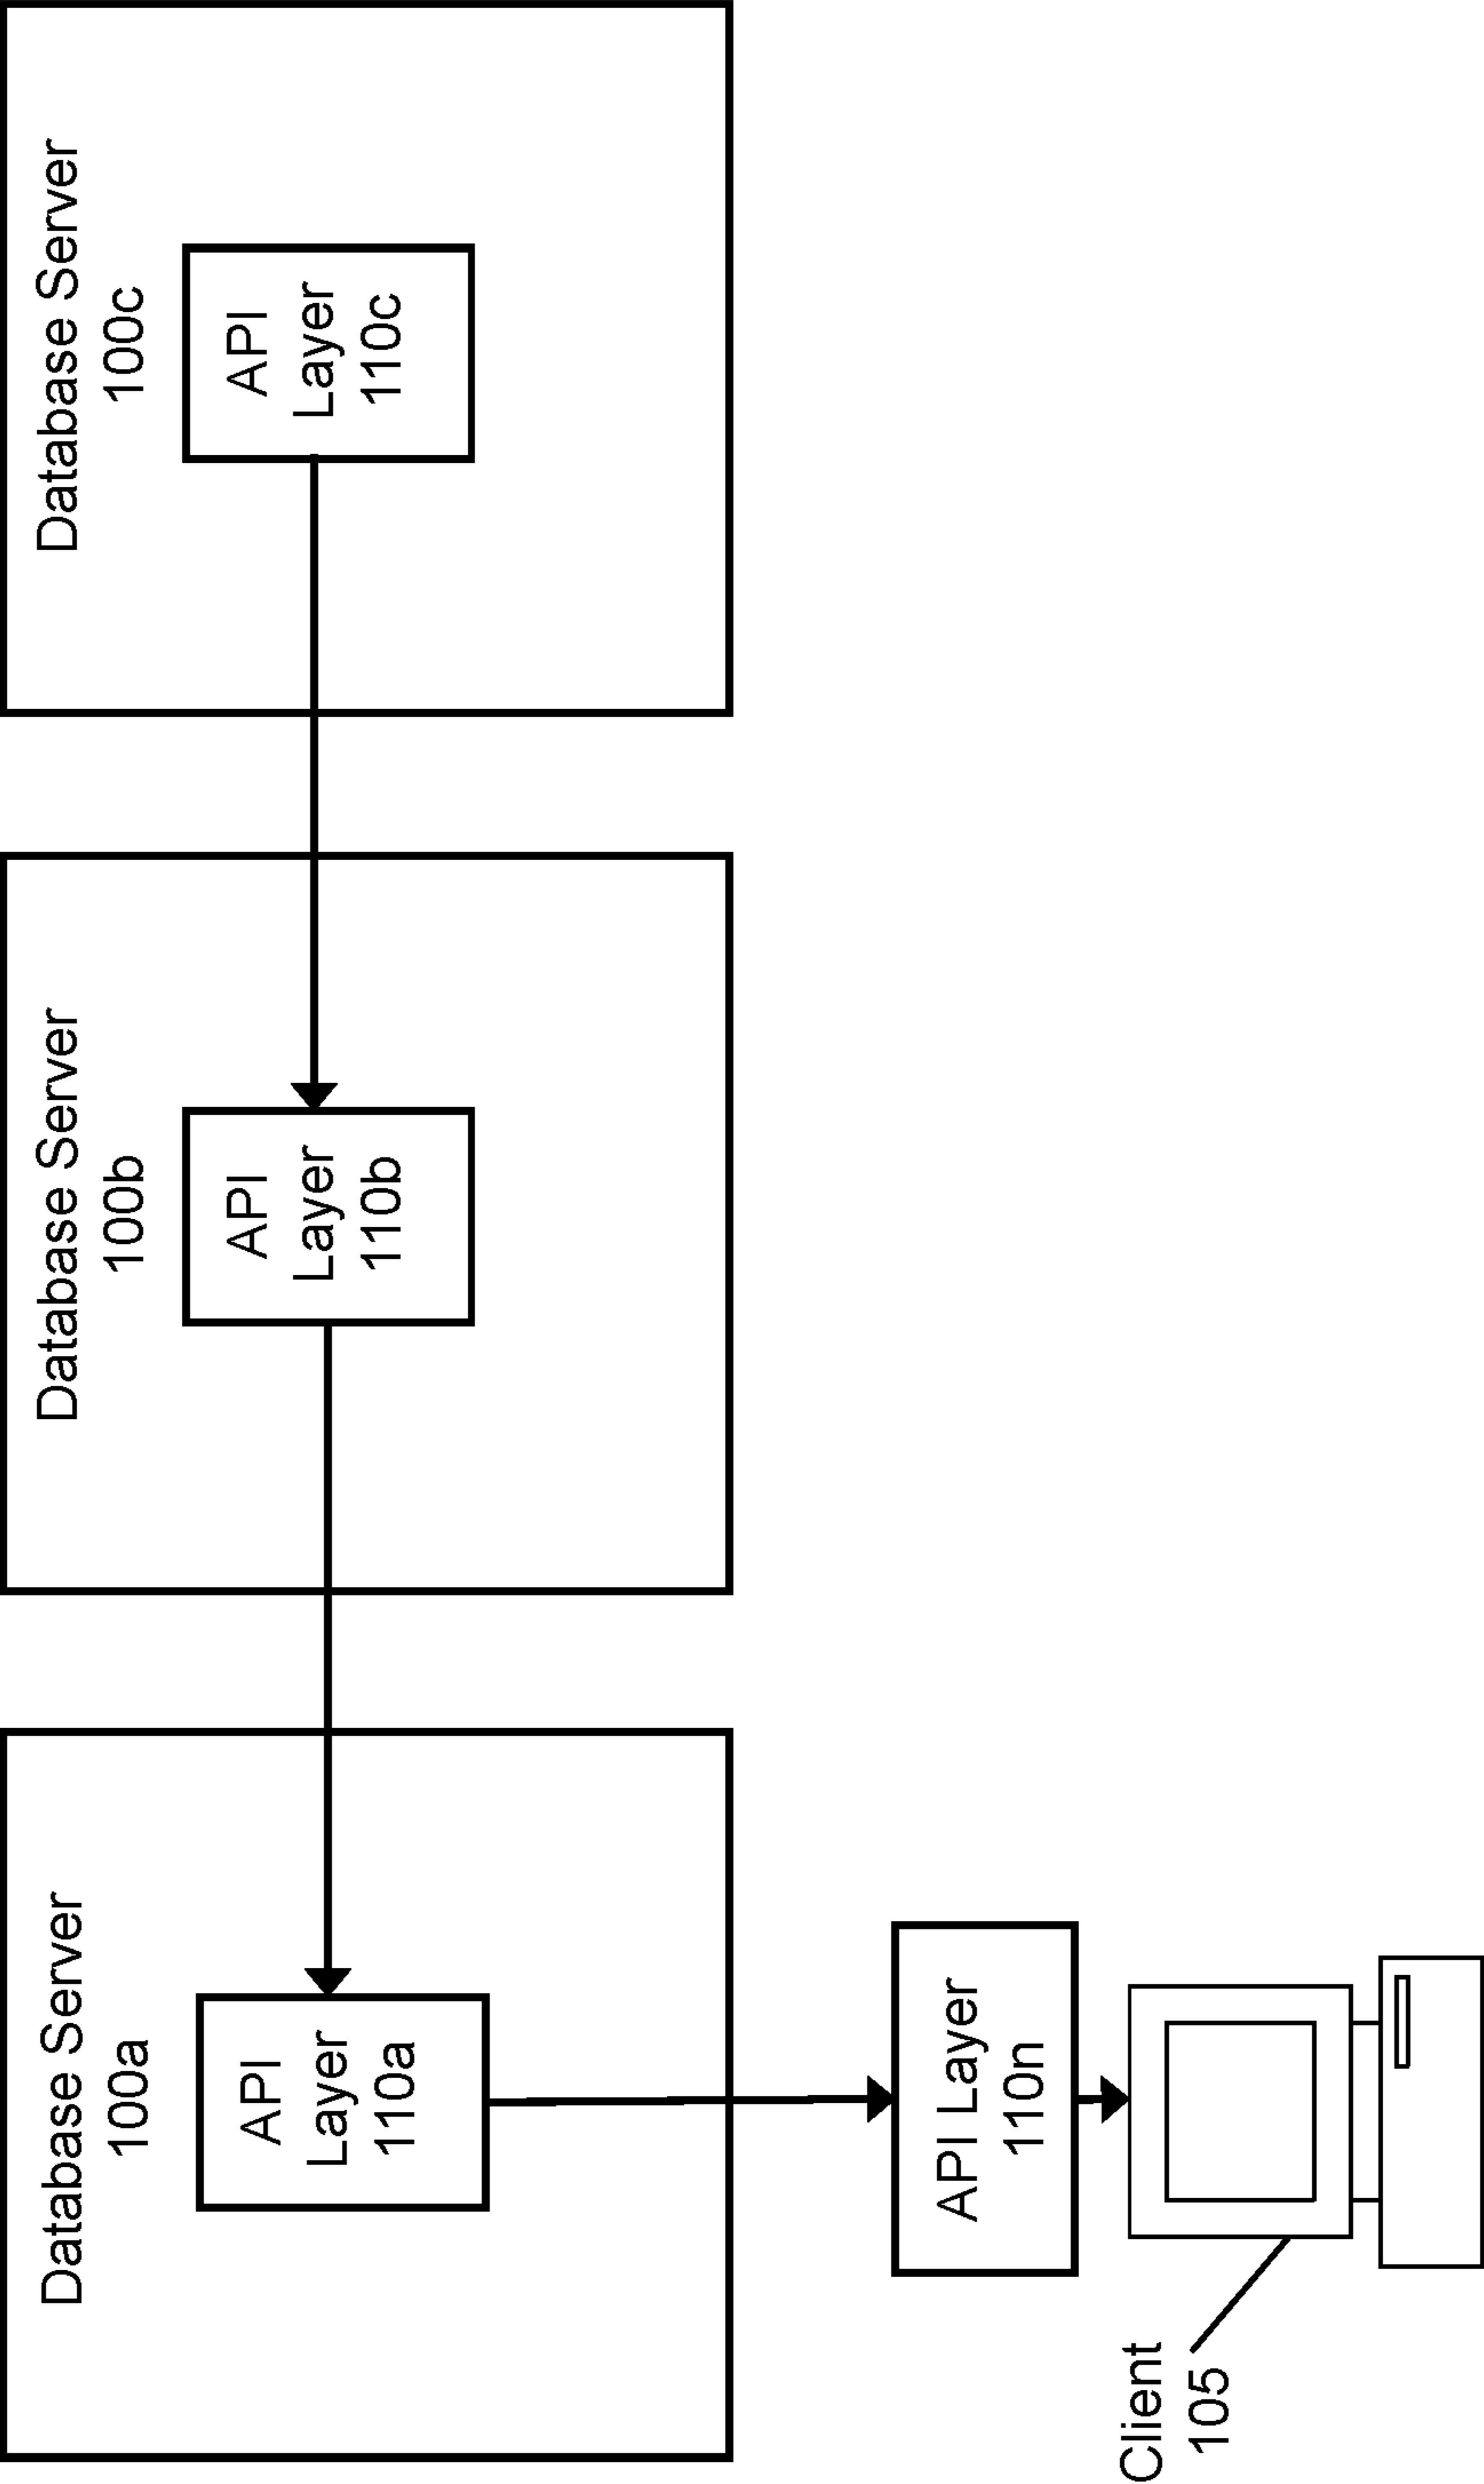 Database Server
100a
API
Layer
110a
Database Server
100b
API
Layer
110b
Database Server
100c
API
Layer
110c
API Layer
110n
Client
105